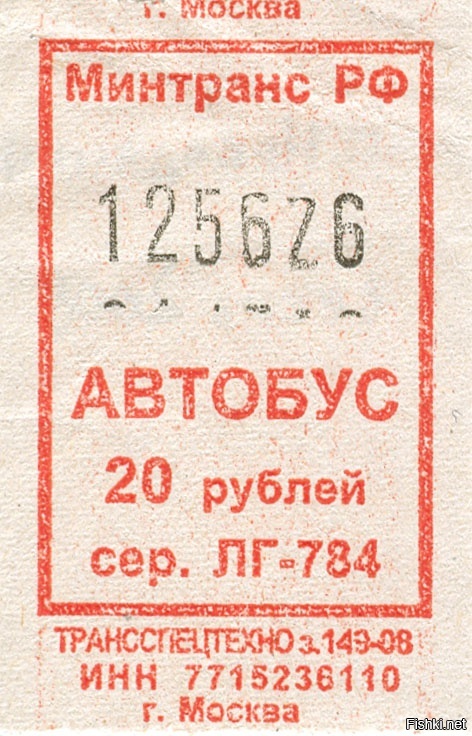 г. Москва
Минтранс РФ
125626
АВТОБУС
20 рублей
сер. ЛГ-784
ТРАНССПЕЦТЕХНО з.149-08
ИНН 7715236110
г. Москва
Fishki.net